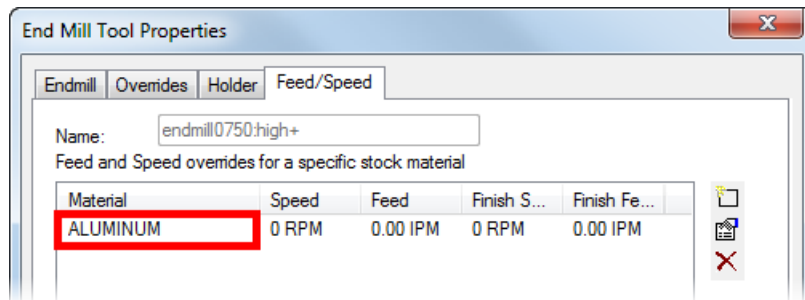 End Mill Tool Properties
Endmill Overrides Holder Feed/Speed
Name: endmill0750:high+
Feed and Speed overrides for a specific stock material
Material Speed Feed Finish S... Finish Fe...
ALUMINUM 0 RPM 0.00 IPM 0 RPM 0.00 IPM